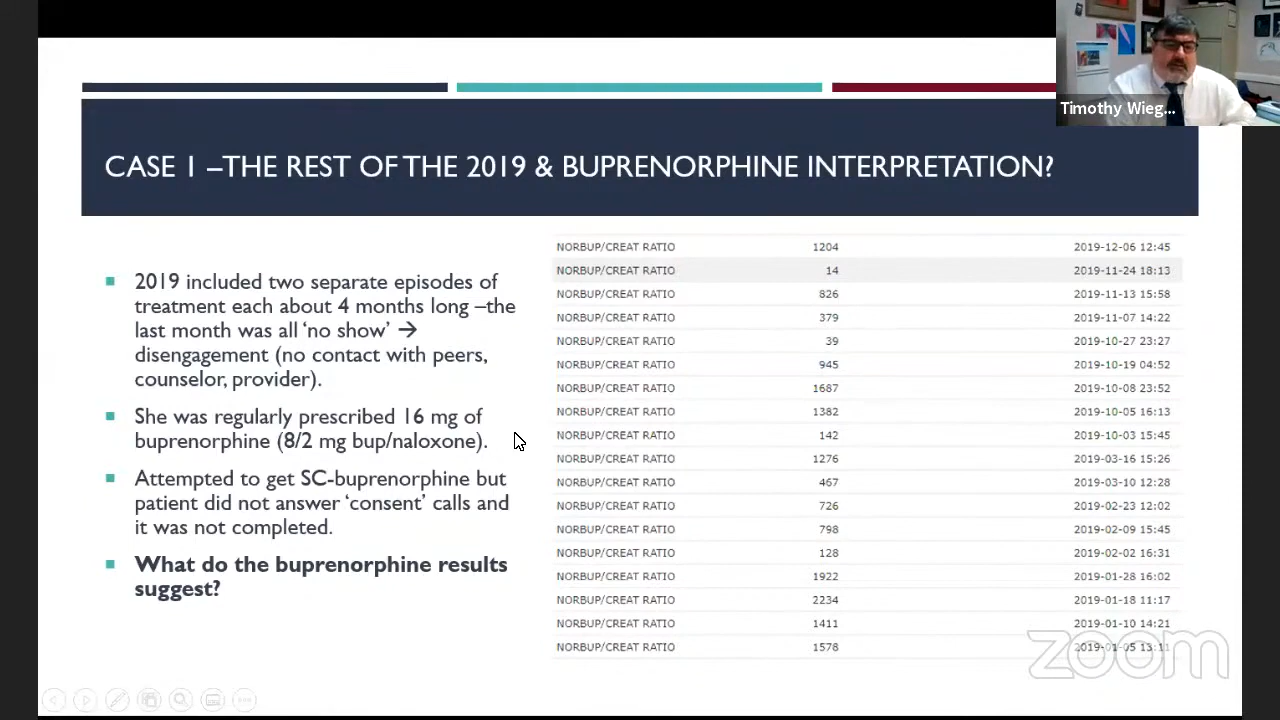 Timothy Wieg...
CASE 1 –THE REST OF THE 2019 & BUPRENORPHINE INTERPRETATION?
2019 included two separate episodes of
treatment each about 4 months long –the
last month was all 'no show' →
disengagement (no contact with peers,
counselor, provider).
She was regularly prescribed 16 mg of
buprenorphine (8/2 mg bup/naloxone).
Attempted to get SC-buprenorphine but
patient did not answer 'consent' calls and
it was not completed.
What do the buprenorphine results
suggest?
NORBUP/CREAT RATIO 1204 2019-12-06 12:45
NORBUP/CREAT RATIO 14 2019-11-24 18:13
NORBUP/CREAT RATIO 826 2019-11-13 15:58
NORBUP/CREAT RATIO 379 2019-11-07 14:22
NORBUP/CREAT RATIO 39 2019-10-27 23:27
NORBUP/CREAT RATIO 945 2019-10-19 04:52
NORBUP/CREAT RATIO 1687 2019-10-08 23:52
NORBUP/CREAT RATIO 1382 2019-10-05 16:13
NORBUP/CREAT RATIO 142 2019-10-03 15:45
NORBUP/CREAT RATIO 1276 2019-03-16 15:26
NORBUP/CREAT RATIO 467 2019-03-10 12:28
NORBUP/CREAT RATIO 726 2019-02-23 12:02
NORBUP/CREAT RATIO 798 2019-02-09 15:45
NORBUP/CREAT RATIO 128 2019-02-02 16:31
NORBUP/CREAT RATIO 1922 2019-01-28 16:02
NORBUP/CREAT RATIO 2234 2019-01-18 11:17
NORBUP/CREAT RATIO 1411 2019-01-10 14:21
NORBUP/CREAT RATIO 1578 2019-01-05 13:11
zoom